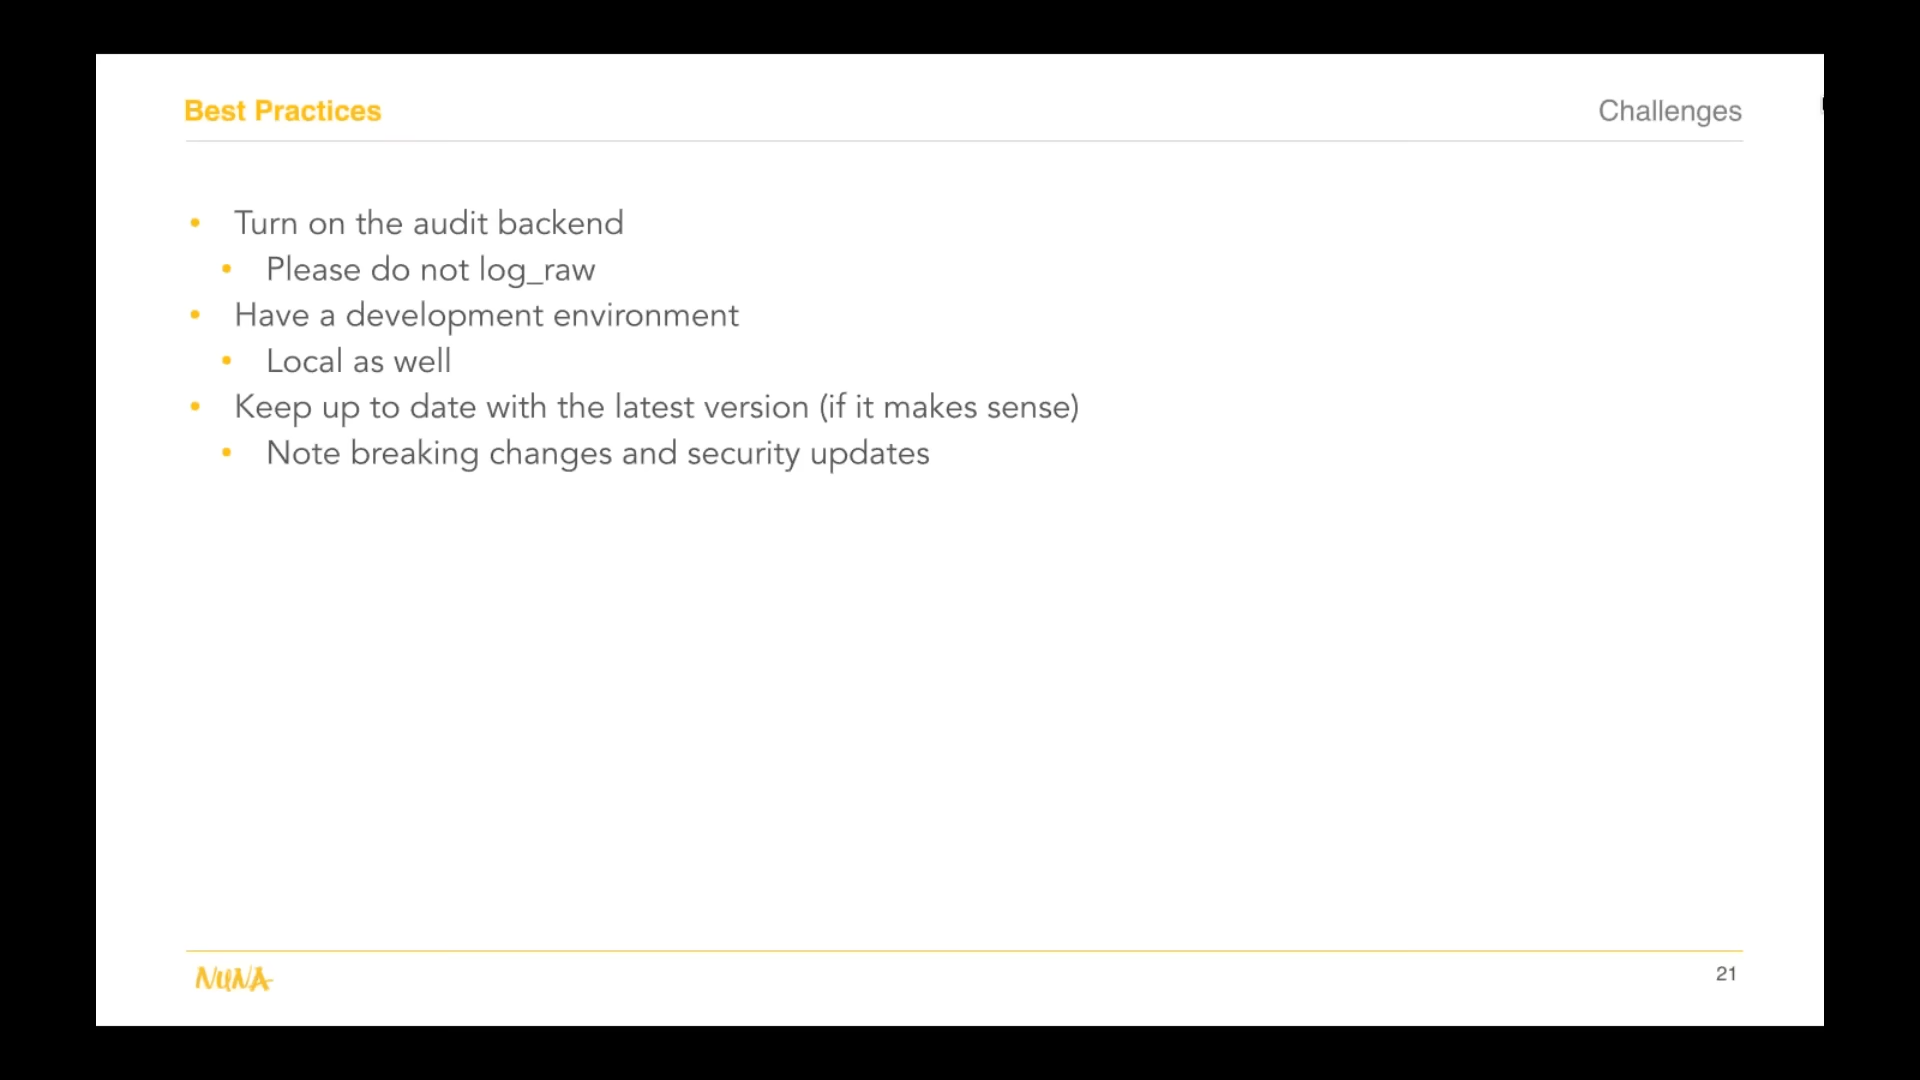 Best Practices
Challenges
• Turn on the audit backend
• Please do not log_raw
• Have a development environment
• Local as well
• Keep up to date with the latest version (if it makes sense)
• Note breaking changes and security updates
NUNA
21